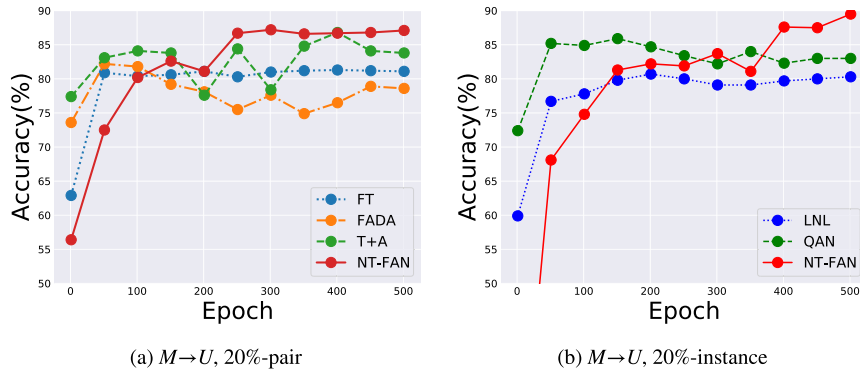 90
85
80
75
70
65
60
55
50
Accuracy(%)
0 100 200 300 400 500
Epoch
FT
FADA
T+A
NT-FAN
(a) M→U, 20%-pair
90
85
80
75
70
65
60
55
50
Accuracy(%)
0 100 200 300 400 500
Epoch
LNL
QAN
NT-FAN
(b) M→U, 20%-instance